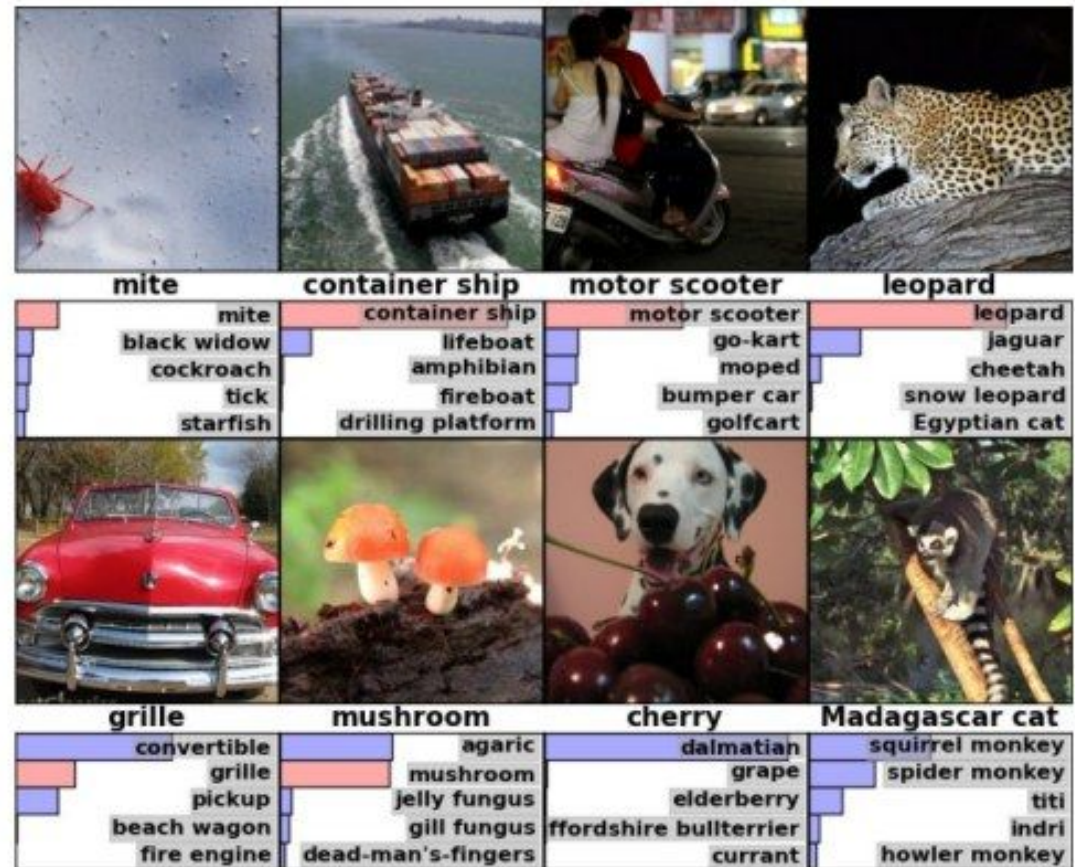 mite container ship motor scooter leopard
mite container ship motor scooter leopard
black widow lifeboat go-kart jaguar
cockroach amphibian moped cheetah
tick fireboat bumper car snow leopard
starfish drilling platform golfcart Egyptian cat
grille mushroom cherry Madagascar cat
convertible agaric dalmatian squirrel monkey
grille mushroom grape spider monkey
pickup jelly fungus elderberry titi
beach wagon gill fungus ffordshire bullterrier indri
fire engine dead-man's-fingers currant howler monkey